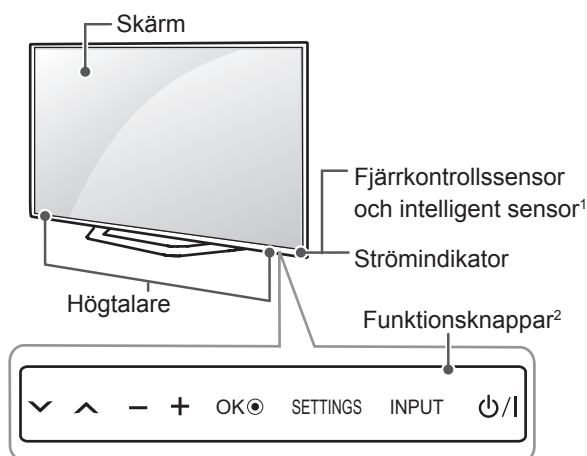 Skärm
Fjärrkontrollssensor
och intelligent sensor1
Strömindikator
Högtalare
Funktionsknappar2
OK SETTINGS INPUT